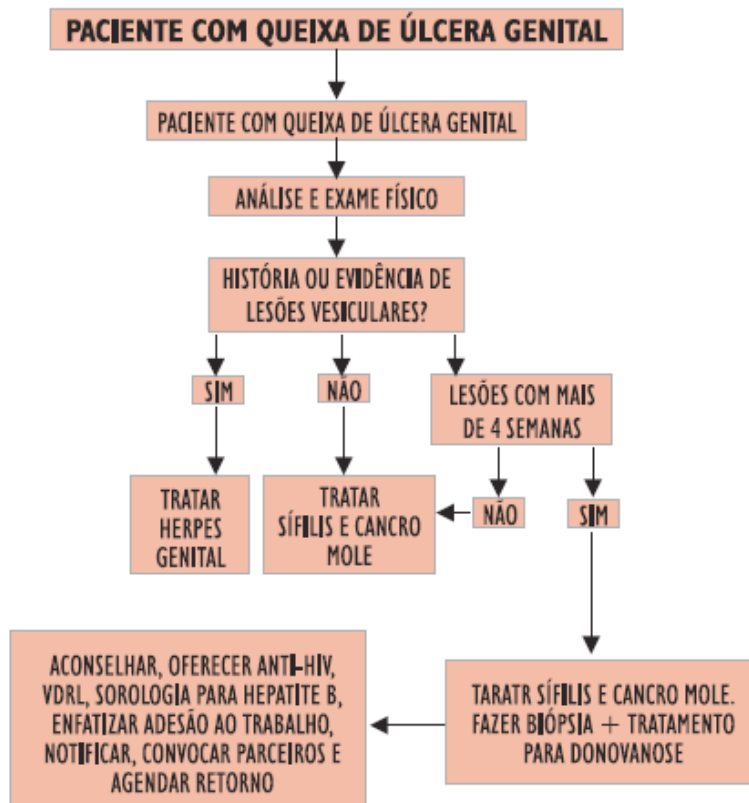 PACIENTE COM QUEIXA DE ÚLCERA GENITAL
PACIENTE COM QUEIXA DE ÚLCERA GENITAL
ANÁLISE E EXAME FÍSICO
HISTÓRIA OU EVIDÊNCIA DE
LESÕES VESICULARES?
SIM
NÃO
LESÕES COM MAIS
DE 4 SEMANAS
TRATAR
HERPES
GENITAL
TRATAR
SÍFILIS E CANCRO
MOLE
NÃO
SIM
ACONSELHAR, OFERECER ANTI-HIV,
VDRL, SOROLOGIA PARA HEPATITE B,
ENFATIZAR ADESÃO AO TRABALHO,
NOTIFICAR, CONVOCAR PARCEIROS E
AGENDAR RETORNO
TARATR SÍFILIS E CANCRO MOLE.
FAZER BIÓPSIA + TRATAMENTO
PARA DONOVANOSE